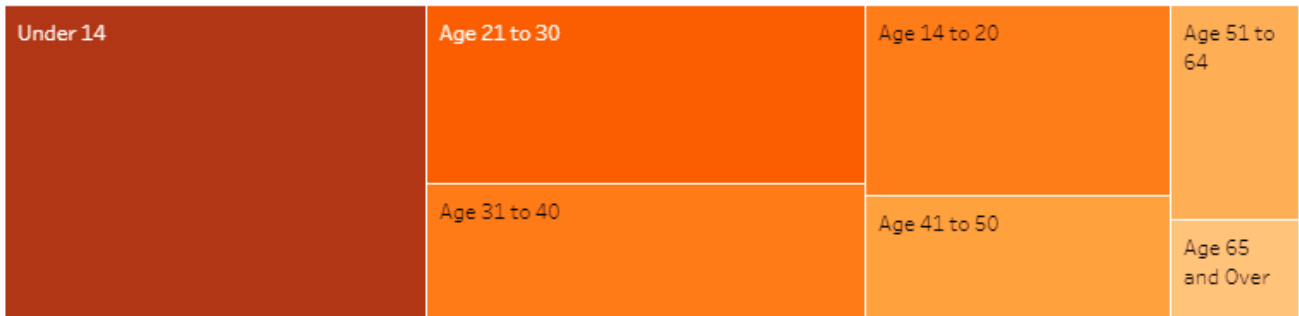 Under 14
Age 21 to 30
Age 14 to 20
Age 51 to
64
Age 31 to 40
Age 41 to 50
Age 65
and Over